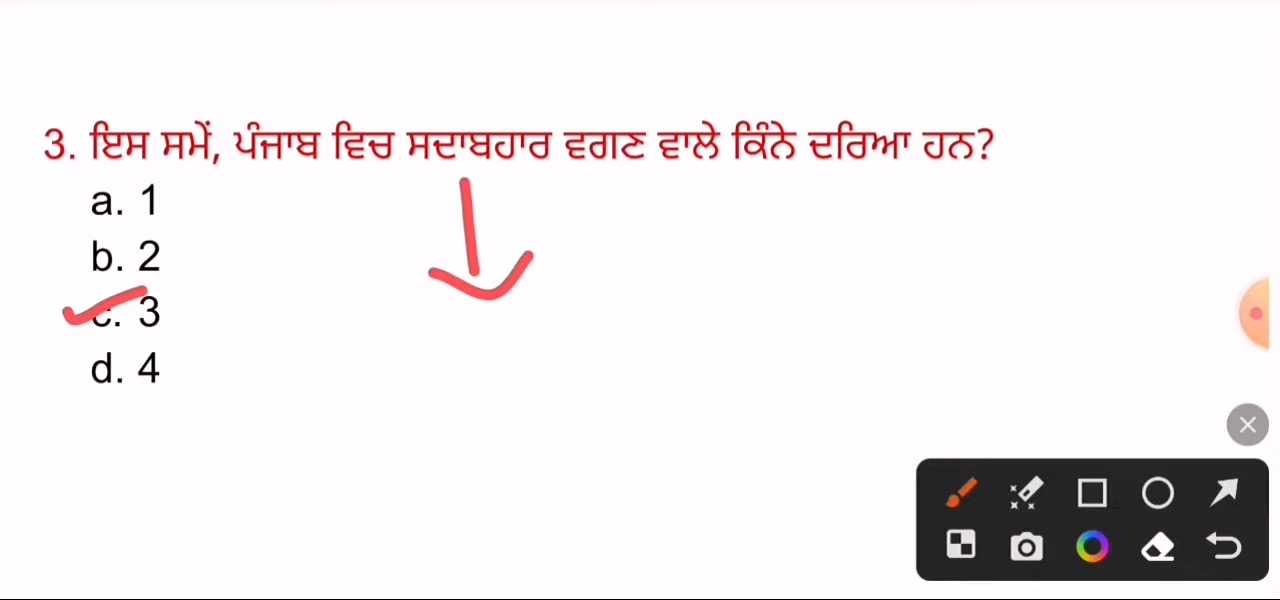 3. ਇਸ ਸਮੇਂ, ਪੰਜਾਬ ਵਿਚ ਸਦਾਬਹਾਰ ਵਗਣ ਵਾਲੇ ਕਿੰਨੇ ਦਰਿਆ ਹਨ?
a. 1
b. 2
c. 3
d. 4